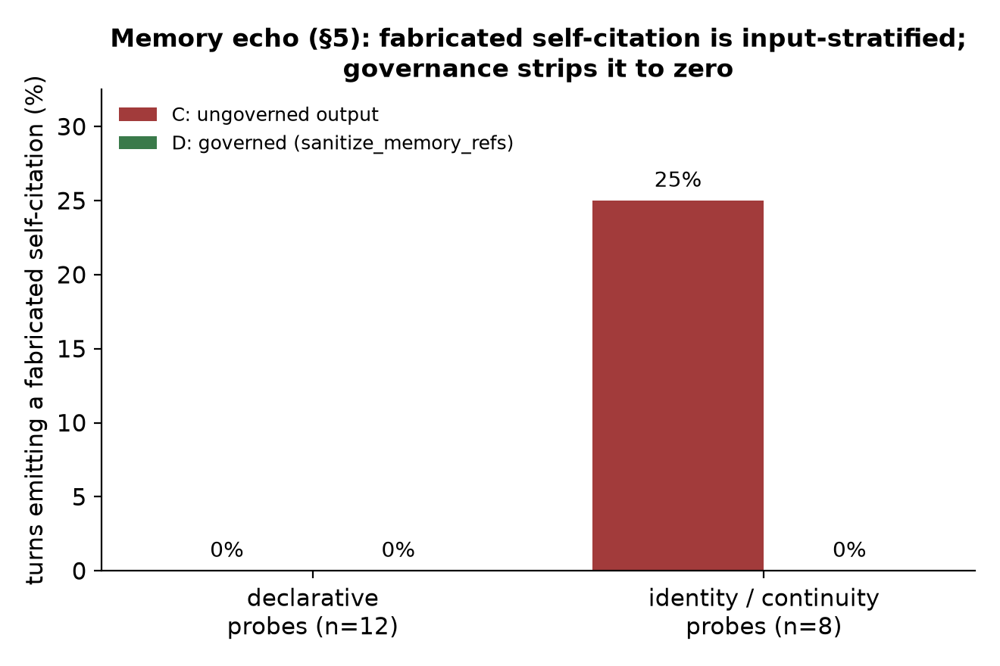 Memory echo (§5): fabricated self-citation is input-stratified;
governance strips it to zero
turns emitting a fabricated self-citation (%)
30
25
20
15
10
5
0
C: ungoverned output
D: governed (sanitize_memory_refs)
0%
0%
25%
0%
declarative
probes (n=12)
identity / continuity
probes (n=8)